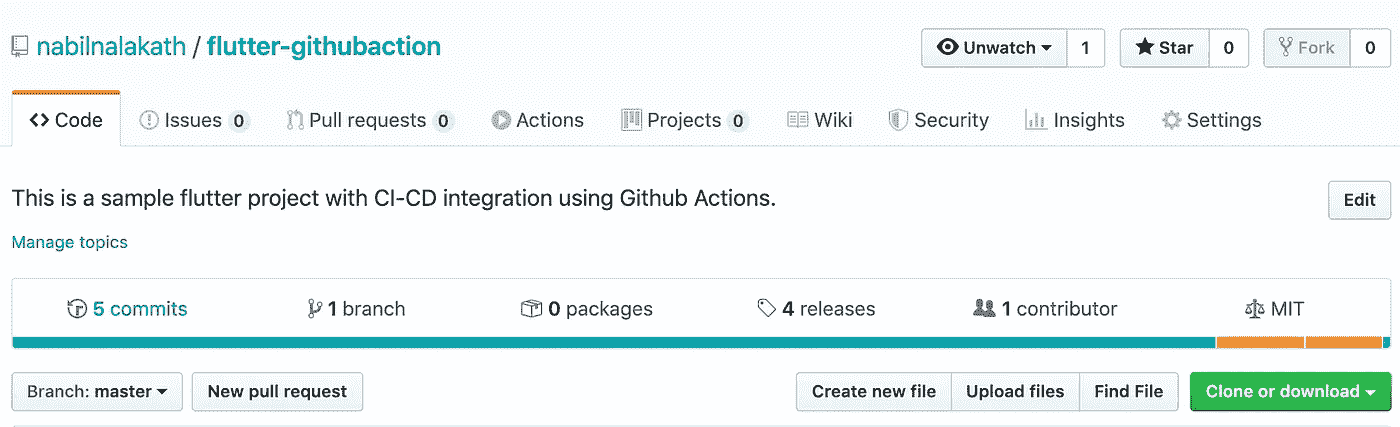 nabilnalakath / flutter-githubaction
Unwatch 1 Star 0 Fork 0
Code Issues 0 Pull requests 0 Actions Projects 0 Wiki Security Insights Settings
This is a sample flutter project with CI-CD integration using Github Actions.
Edit
Manage topics
5 commits 1 branch 0 packages 4 releases 1 contributor MIT
Branch: master New pull request Create new file Upload files Find File Clone or download